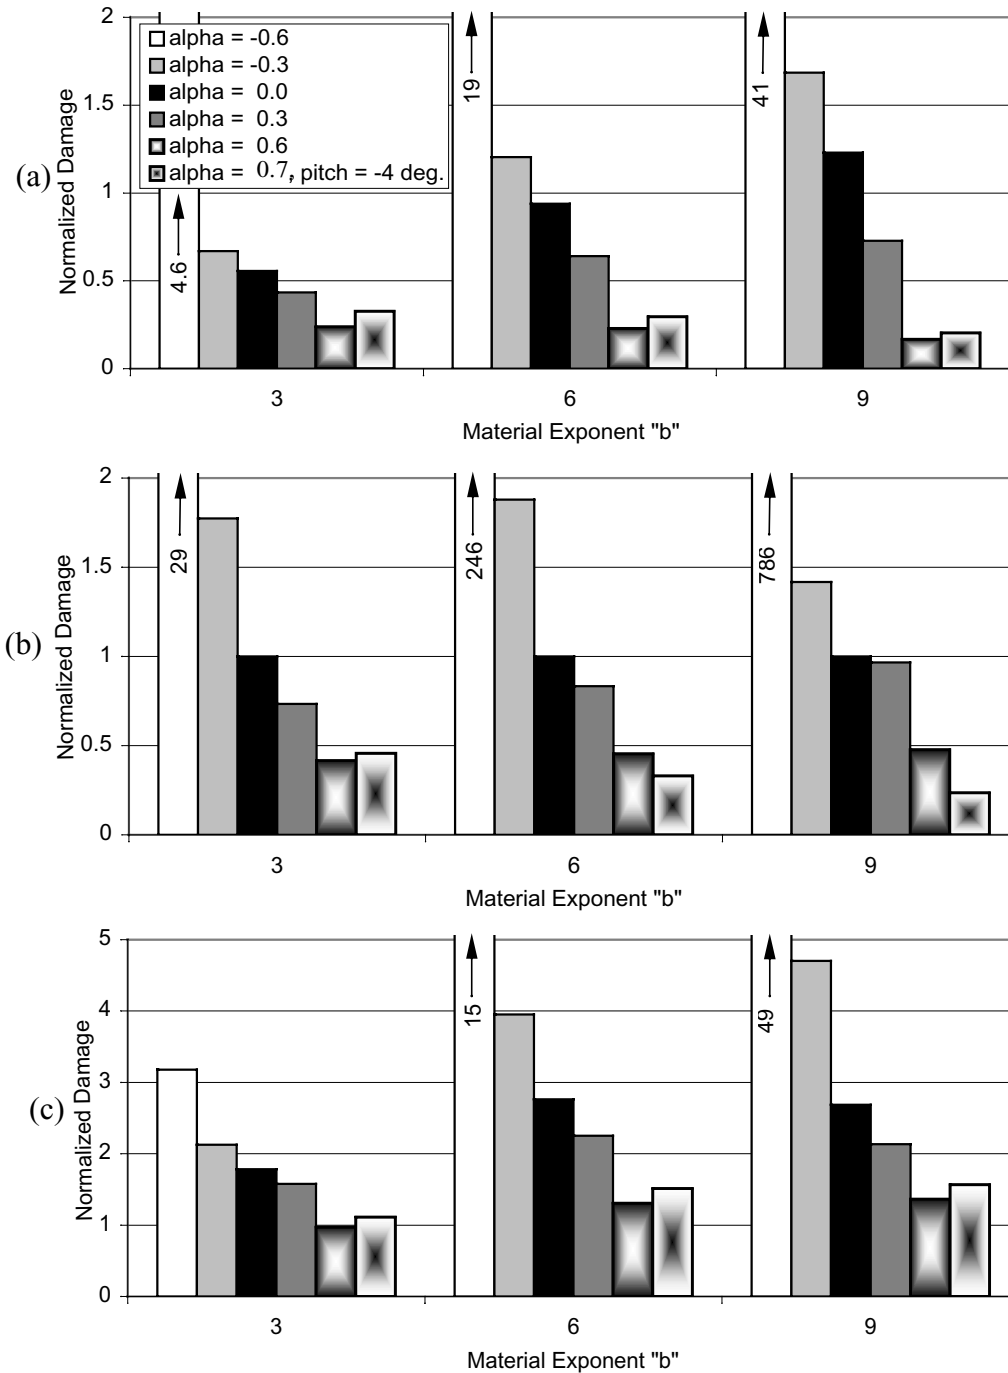 (a)
Normalized Damage
2
1.5
1
0.5
0
alpha = -0.6
alpha = -0.3
alpha = 0.0
alpha = 0.3
alpha = 0.6
alpha = 0.7, pitch = -4 deg.
4.6
19
41
3
6
9
Material Exponent "b"
(b)
Normalized Damage
2
1.5
1
0.5
0
29
246
786
3
6
9
Material Exponent "b"
(c)
Normalized Damage
5
4
3
2
1
0
15
49
3
6
9
Material Exponent "b"